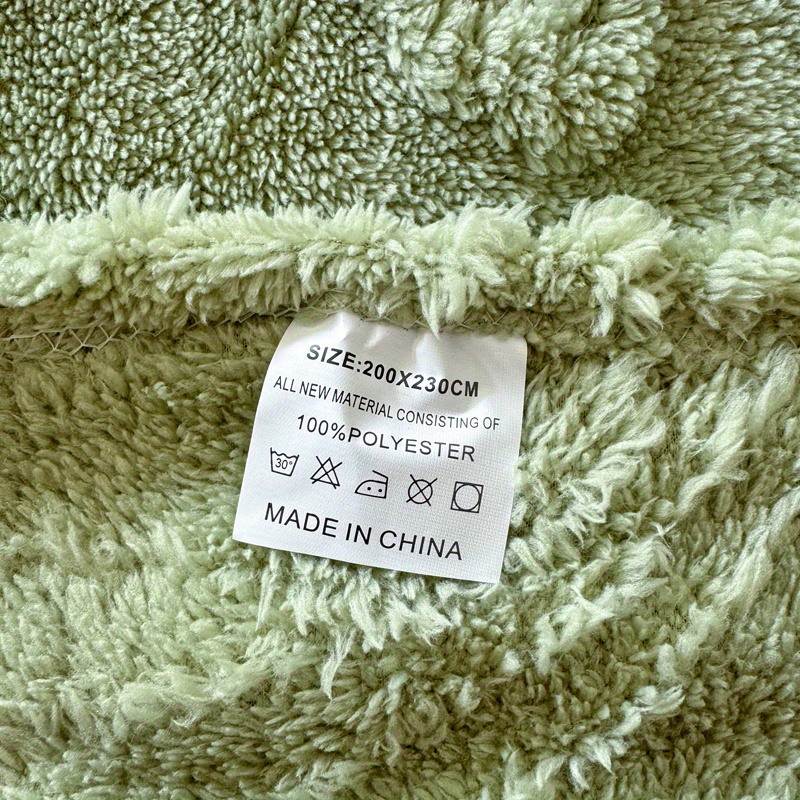 SIZE:200X230CM
ALL NEW MATERIAL CONSISTING OF
100%POLYESTER
30°
MADE IN CHINA